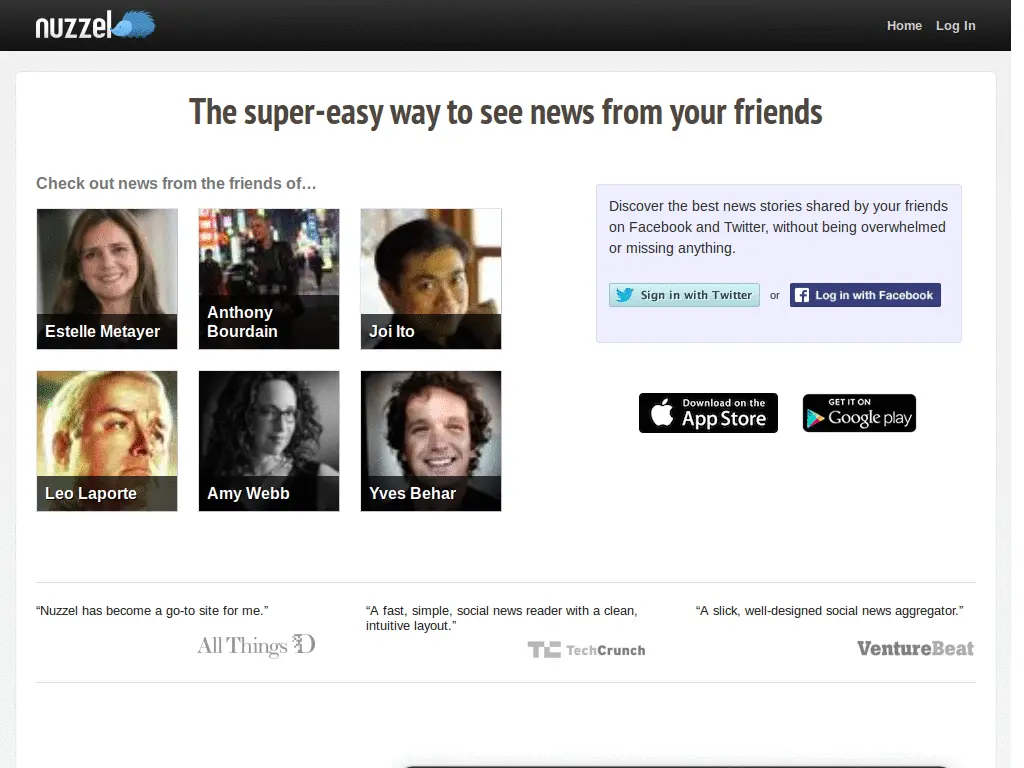 nuzzel
Home Log In
The super-easy way to see news from your friends
Check out news from the friends of…
Estelle Metayer
Anthony
Bourdain
Joi Ito
Leo Laporte
Amy Webb
Yves Behar
Discover the best news stories shared by your friends
on Facebook and Twitter, without being overwhelmed
or missing anything.
Sign in with Twitter or Log in with Facebook
Download on the
App Store
GET IT ON
Google play
“Nuzzel has become a go-to site for me.”
All Things D
“A fast, simple, social news reader with a clean,
intuitive layout.”
TC TechCrunch
“A slick, well-designed social news aggregator.”
VentureBeat